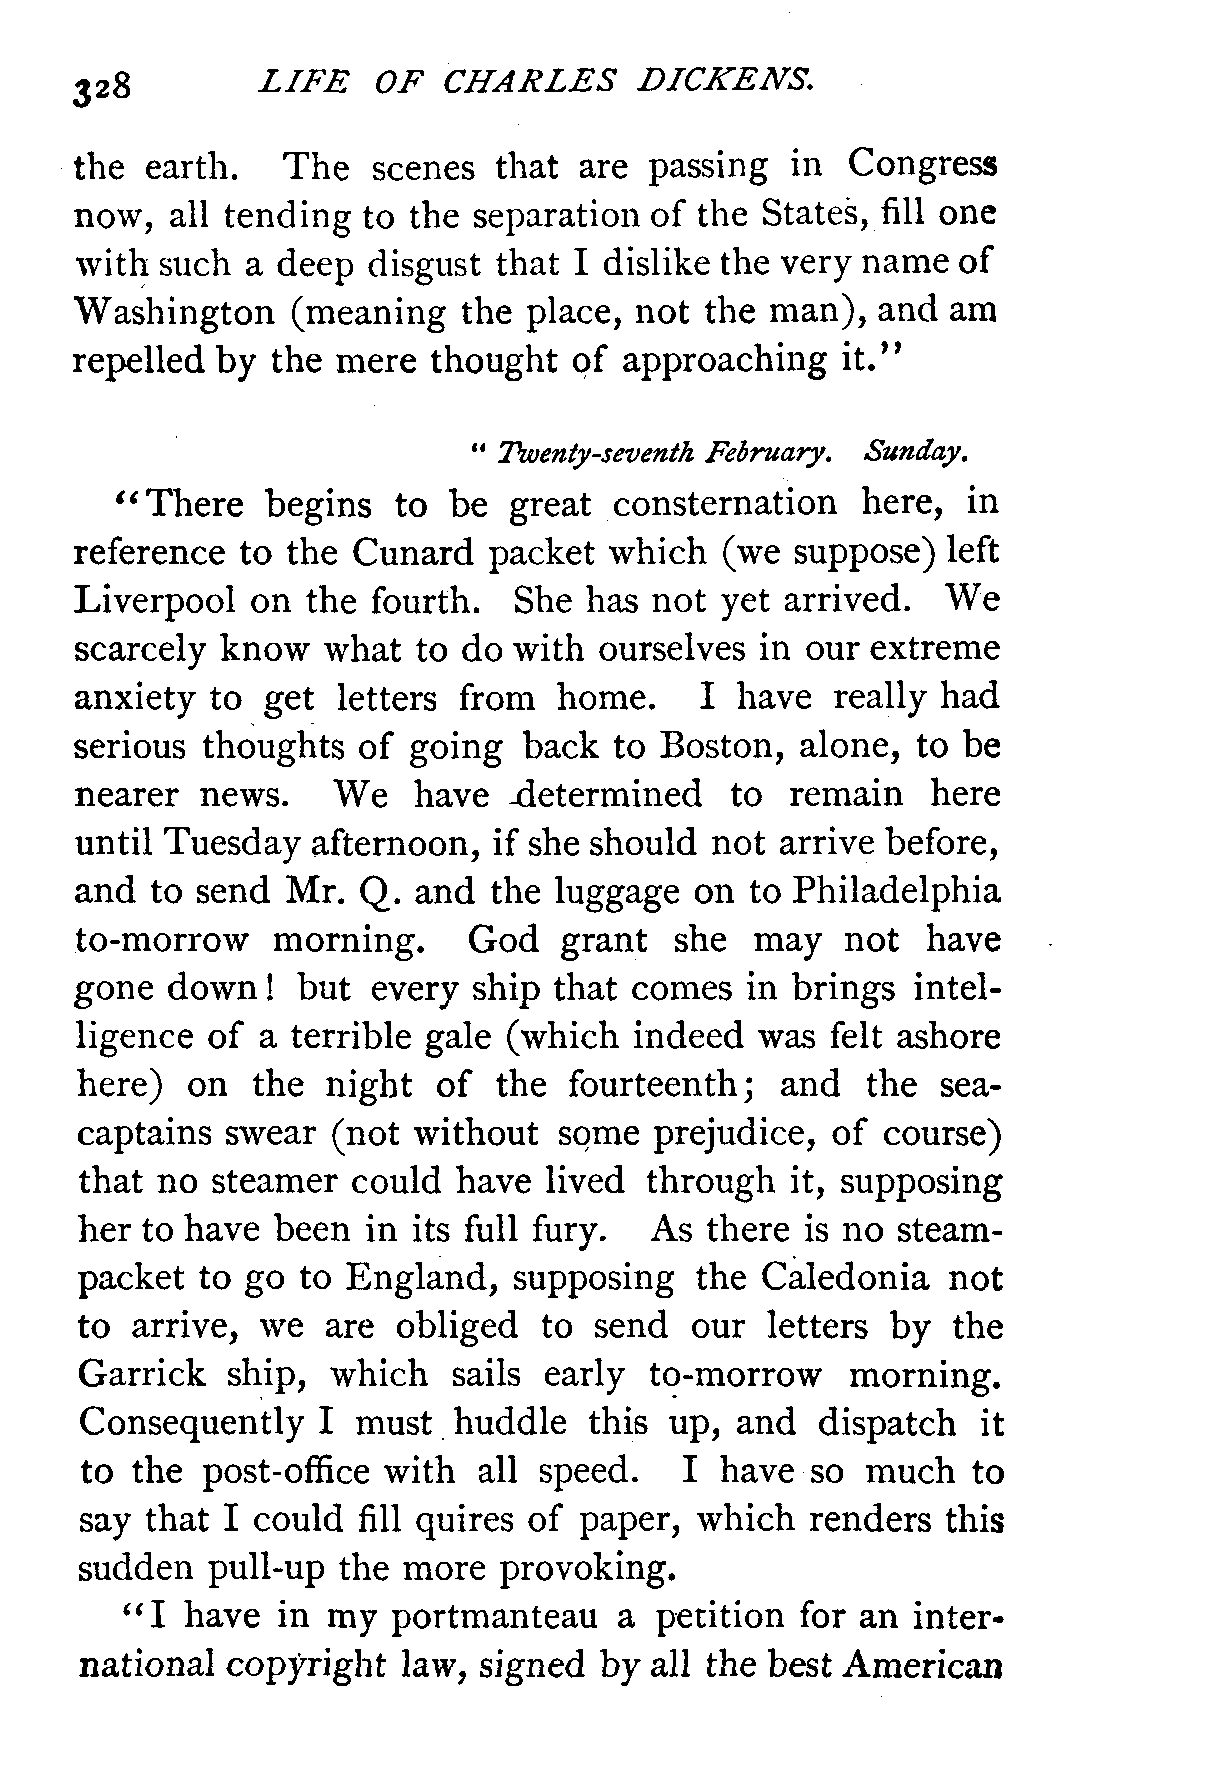 328 LIFE OF CHARLES DICKENS.
the earth. The scenes that are passing in Congress
now, all tending to the separation of the States, fill one
with such a deep disgust that I dislike the very name of
Washington (meaning the place, not the man), and am
repelled by the mere thought of approaching it."
" Twenty-seventh February. Sunday.
"There begins to be great consternation here, in
reference to the Cunard packet which (we suppose) left
Liverpool on the fourth. She has not yet arrived. We
scarcely know what to do with ourselves in our extreme
anxiety to get letters from home. I have really had
serious thoughts of going back to Boston, alone, to be
nearer news. We have determined to remain here
until Tuesday afternoon, if she should not arrive before,
and to send Mr. Q. and the luggage on to Philadelphia
to-morrow morning. God grant she may not have
gone down! but every ship that comes in brings intel-
ligence of a terrible gale (which indeed was felt ashore
here) on the night of the fourteenth; and the sea-
captains swear (not without some prejudice, of course)
that no steamer could have lived through it, supposing
her to have been in its full fury. As there is no steam-
packet to go to England, supposing the Caledonia not
to arrive, we are obliged to send our letters by the
Garrick ship, which sails early to-morrow morning.
Consequently I must huddle this up, and dispatch it
to the post-office with all speed. I have so much to
say that I could fill quires of paper, which renders this
sudden pull-up the more provoking.
"I have in my portmanteau a petition for an inter-
national copyright law, signed by all the best American